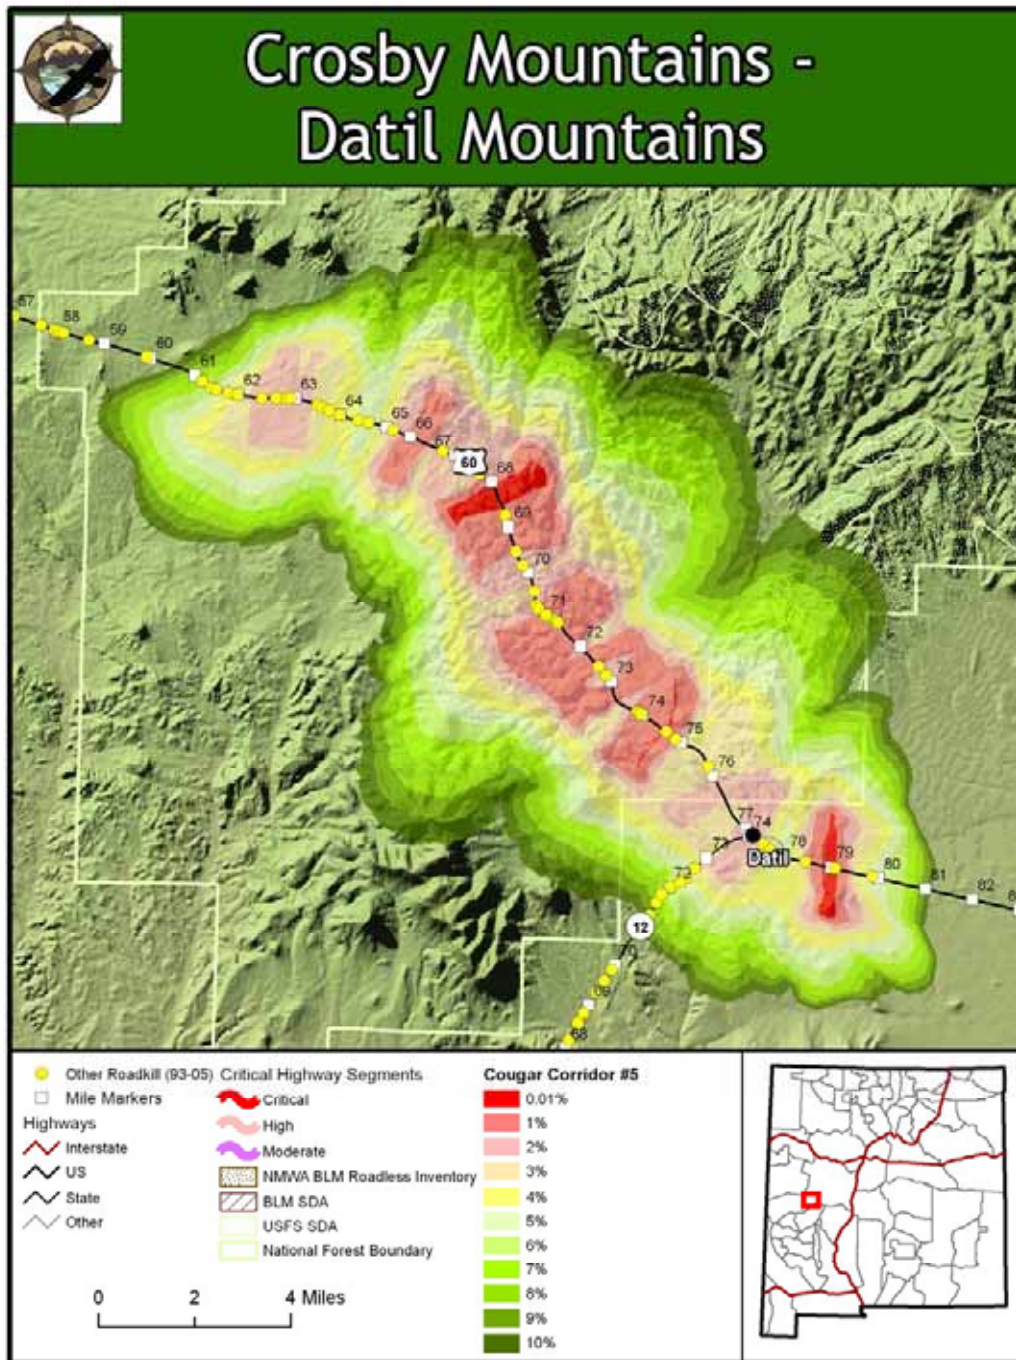 Crosby Mountains -
Datil Mountains
57
58
59
60
61
62
63
64
65
66
67
60
68
69
70
71
72
73
74
75
76
77
74
73
Datil
78
79
80
81
82
72
12
69
68
Other Roadkill (93-05)
Mile Markers
Highways
Interstate
US
State
Other
0 2 4 Miles
Critical Highway Segments
Critical
High
Moderate
NMWA BLM Roadless Inventory
BLM SDA
USFS SDA
National Forest Boundary
Cougar Corridor #5
0.01%
1%
2%
3%
4%
5%
6%
7%
8%
9%
10%